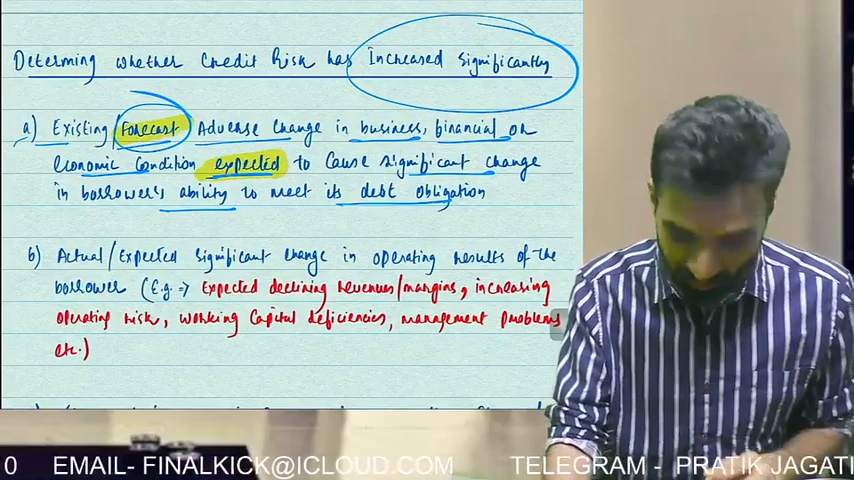 Determing whether Credit Risk has Increased Significantly
a) Existing/Forecast Adverse Change in business, financial or
economic Condition expected to Cause significant change
in borrower's ability to meet its debt obligation
b) Actual/Expected significant change in operating results of the
borrower (E.g.:-> Expected declining revenues/margins, increasing
operating risk, working Capital deficiencies, management problems
etc.)
0 EMAIL- FINALKICK@ICLOUD.COM TELEGRAM - PRATIK JAGATI